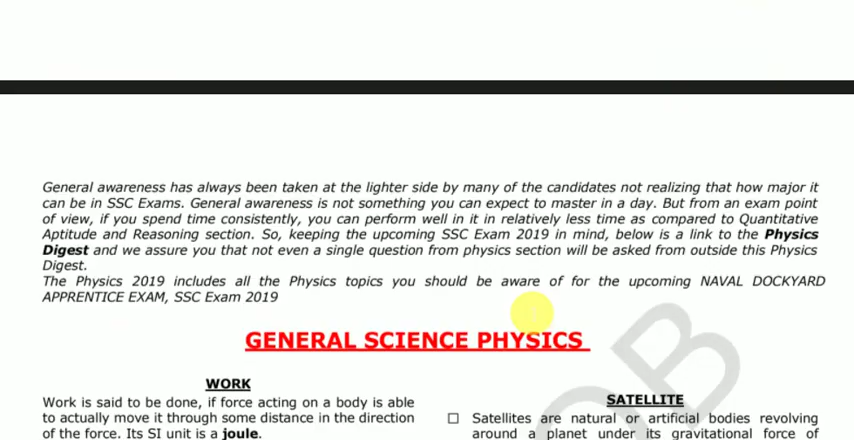 General awareness has always been taken at the lighter side by many of the candidates not realizing that how major it
can be in SSC Exams. General awareness is not something you can expect to master in a day. But from an exam point
of view, if you spend time consistently, you can perform well in it in relatively less time as compared to Quantitative
Aptitude and Reasoning section. So, keeping the upcoming SSC Exam 2019 in mind, below is a link to the Physics
Digest and we assure you that not even a single question from physics section will be asked from outside this Physics
Digest.
The Physics 2019 includes all the Physics topics you should be aware of for the upcoming NAVAL DOCKYARD
APPRENTICE EXAM, SSC Exam 2019
GENERAL SCIENCE PHYSICS
WORK
Work is said to be done, if force acting on a body is able
to actually move it through some distance in the direction
of the force. Its SI unit is a joule.
SATELLITE
Satellites are natural or artificial bodies revolving
around a planet under its gravitational force of